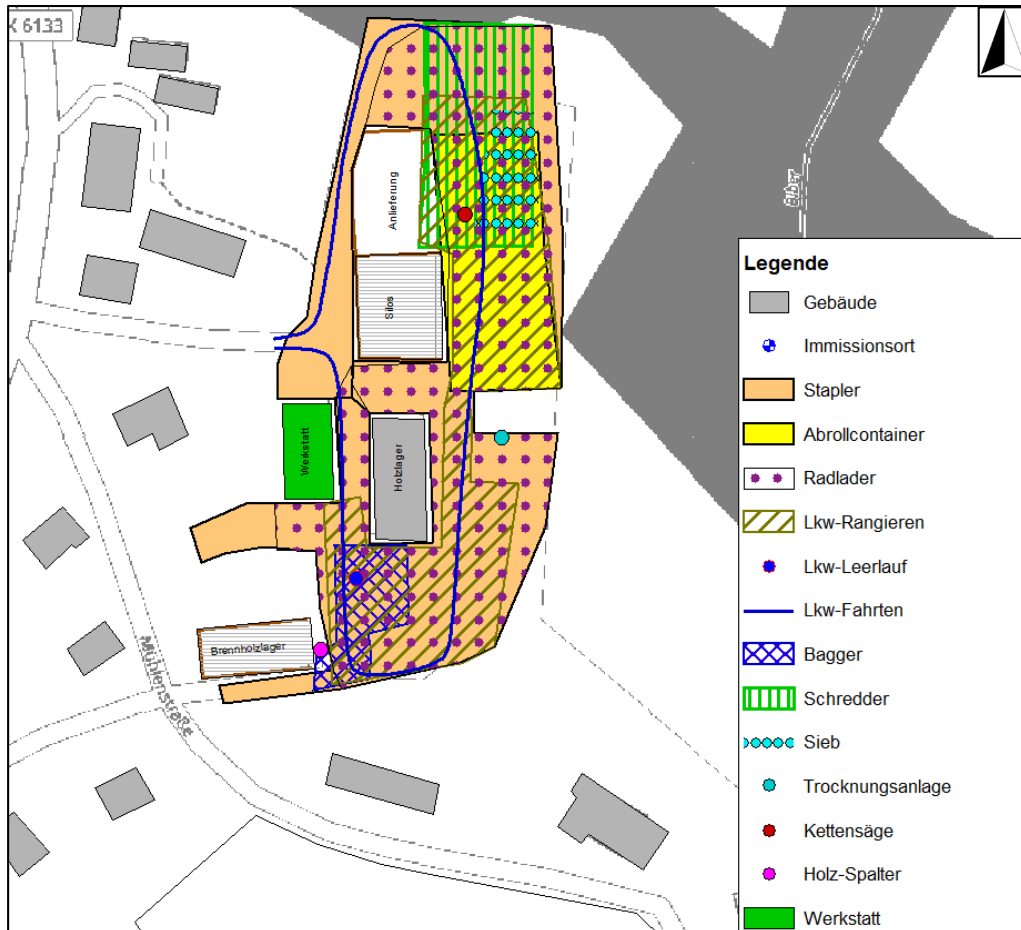 K 6133
Anlieferung
Silos
Werkstatt
Holzlager
Brennholzlager
Mühlenstraße
Biber
Legende
Gebäude
Immissionsort
Stapler
Abrollcontainer
Radlader
Lkw-Rangieren
Lkw-Leerlauf
Lkw-Fahrten
Bagger
Schredder
Sieb
Trocknungsanlage
Kettensäge
Holz-Spalter
Werkstatt